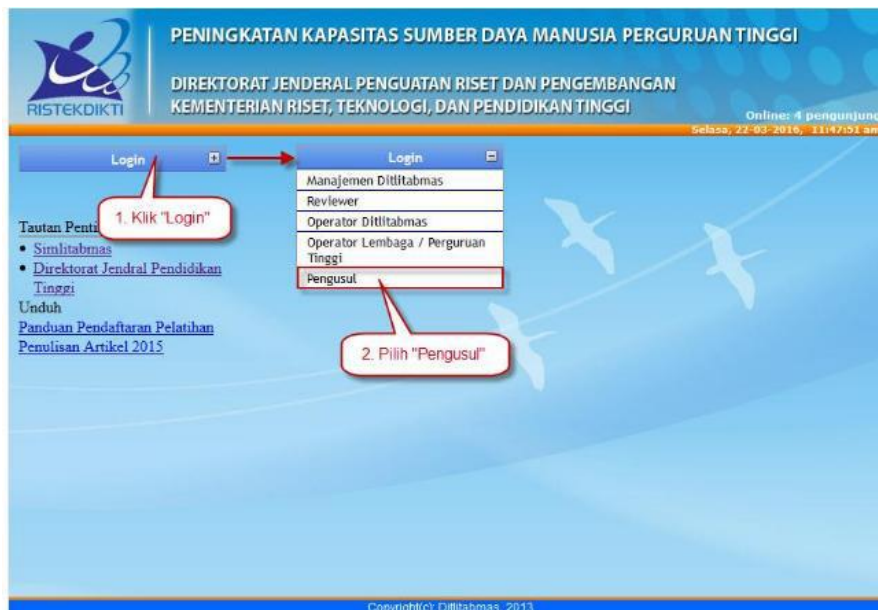 PENINGKATAN KAPASITAS SUMBER DAYA MANUSIA PERGURUAN TINGGI
DIREKTORAT JENDERAL PENGUATAN RISET DAN PENGEMBANGAN
KEMENTERIAN RISET, TEKNOLOGI, DAN PENDIDIKAN TINGGI
RISTEKDIKTI
Online: 4 pengunjung
Selasa, 22-03-2016, 11:47:51 am
Login
1. Klik "Login"
Tautan Penti
• Simlitabmas
• Direktorat Jendral Pendidikan
Tinggi
Unduh
Panduan Pendaftaran Pelatihan
Penulisan Artikel 2015
Login
Manajemen Ditlitabmas
Reviewer
Operator Ditlitabmas
Operator Lembaga / Perguruan
Tinggi
Pengusul
2. Pilih "Pengusul"
Copyright(c): Ditlitabmas, 2013